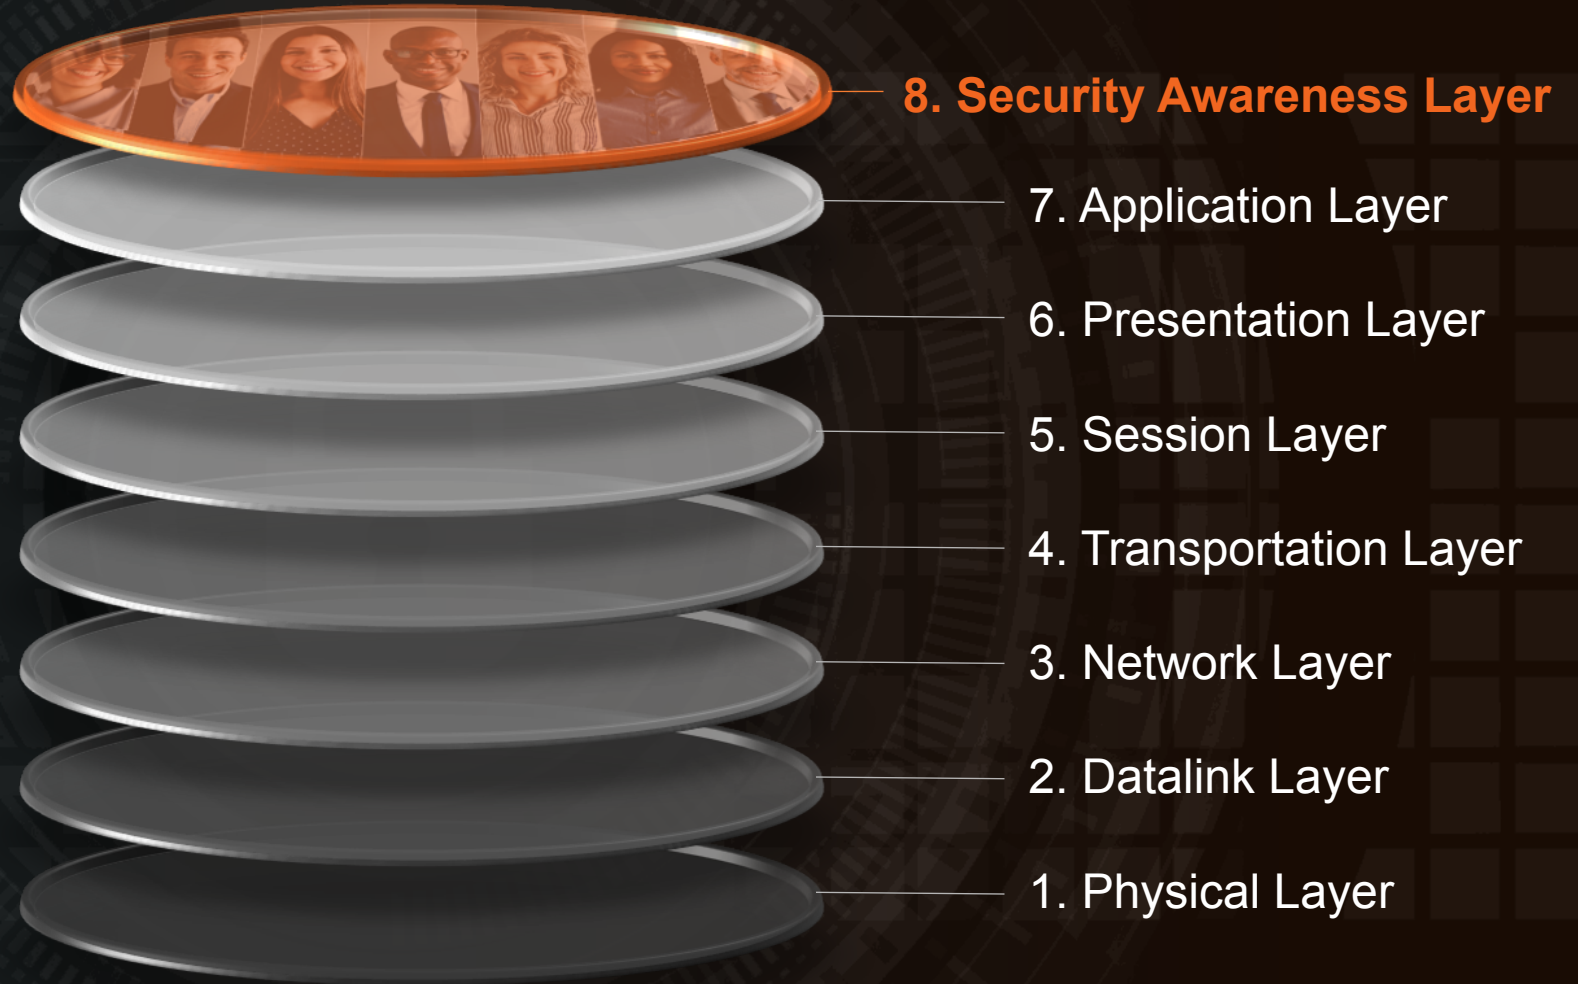 8. Security Awareness Layer
7. Application Layer
6. Presentation Layer
5. Session Layer
4. Transportation Layer
3. Network Layer
2. Datalink Layer
1. Physical Layer